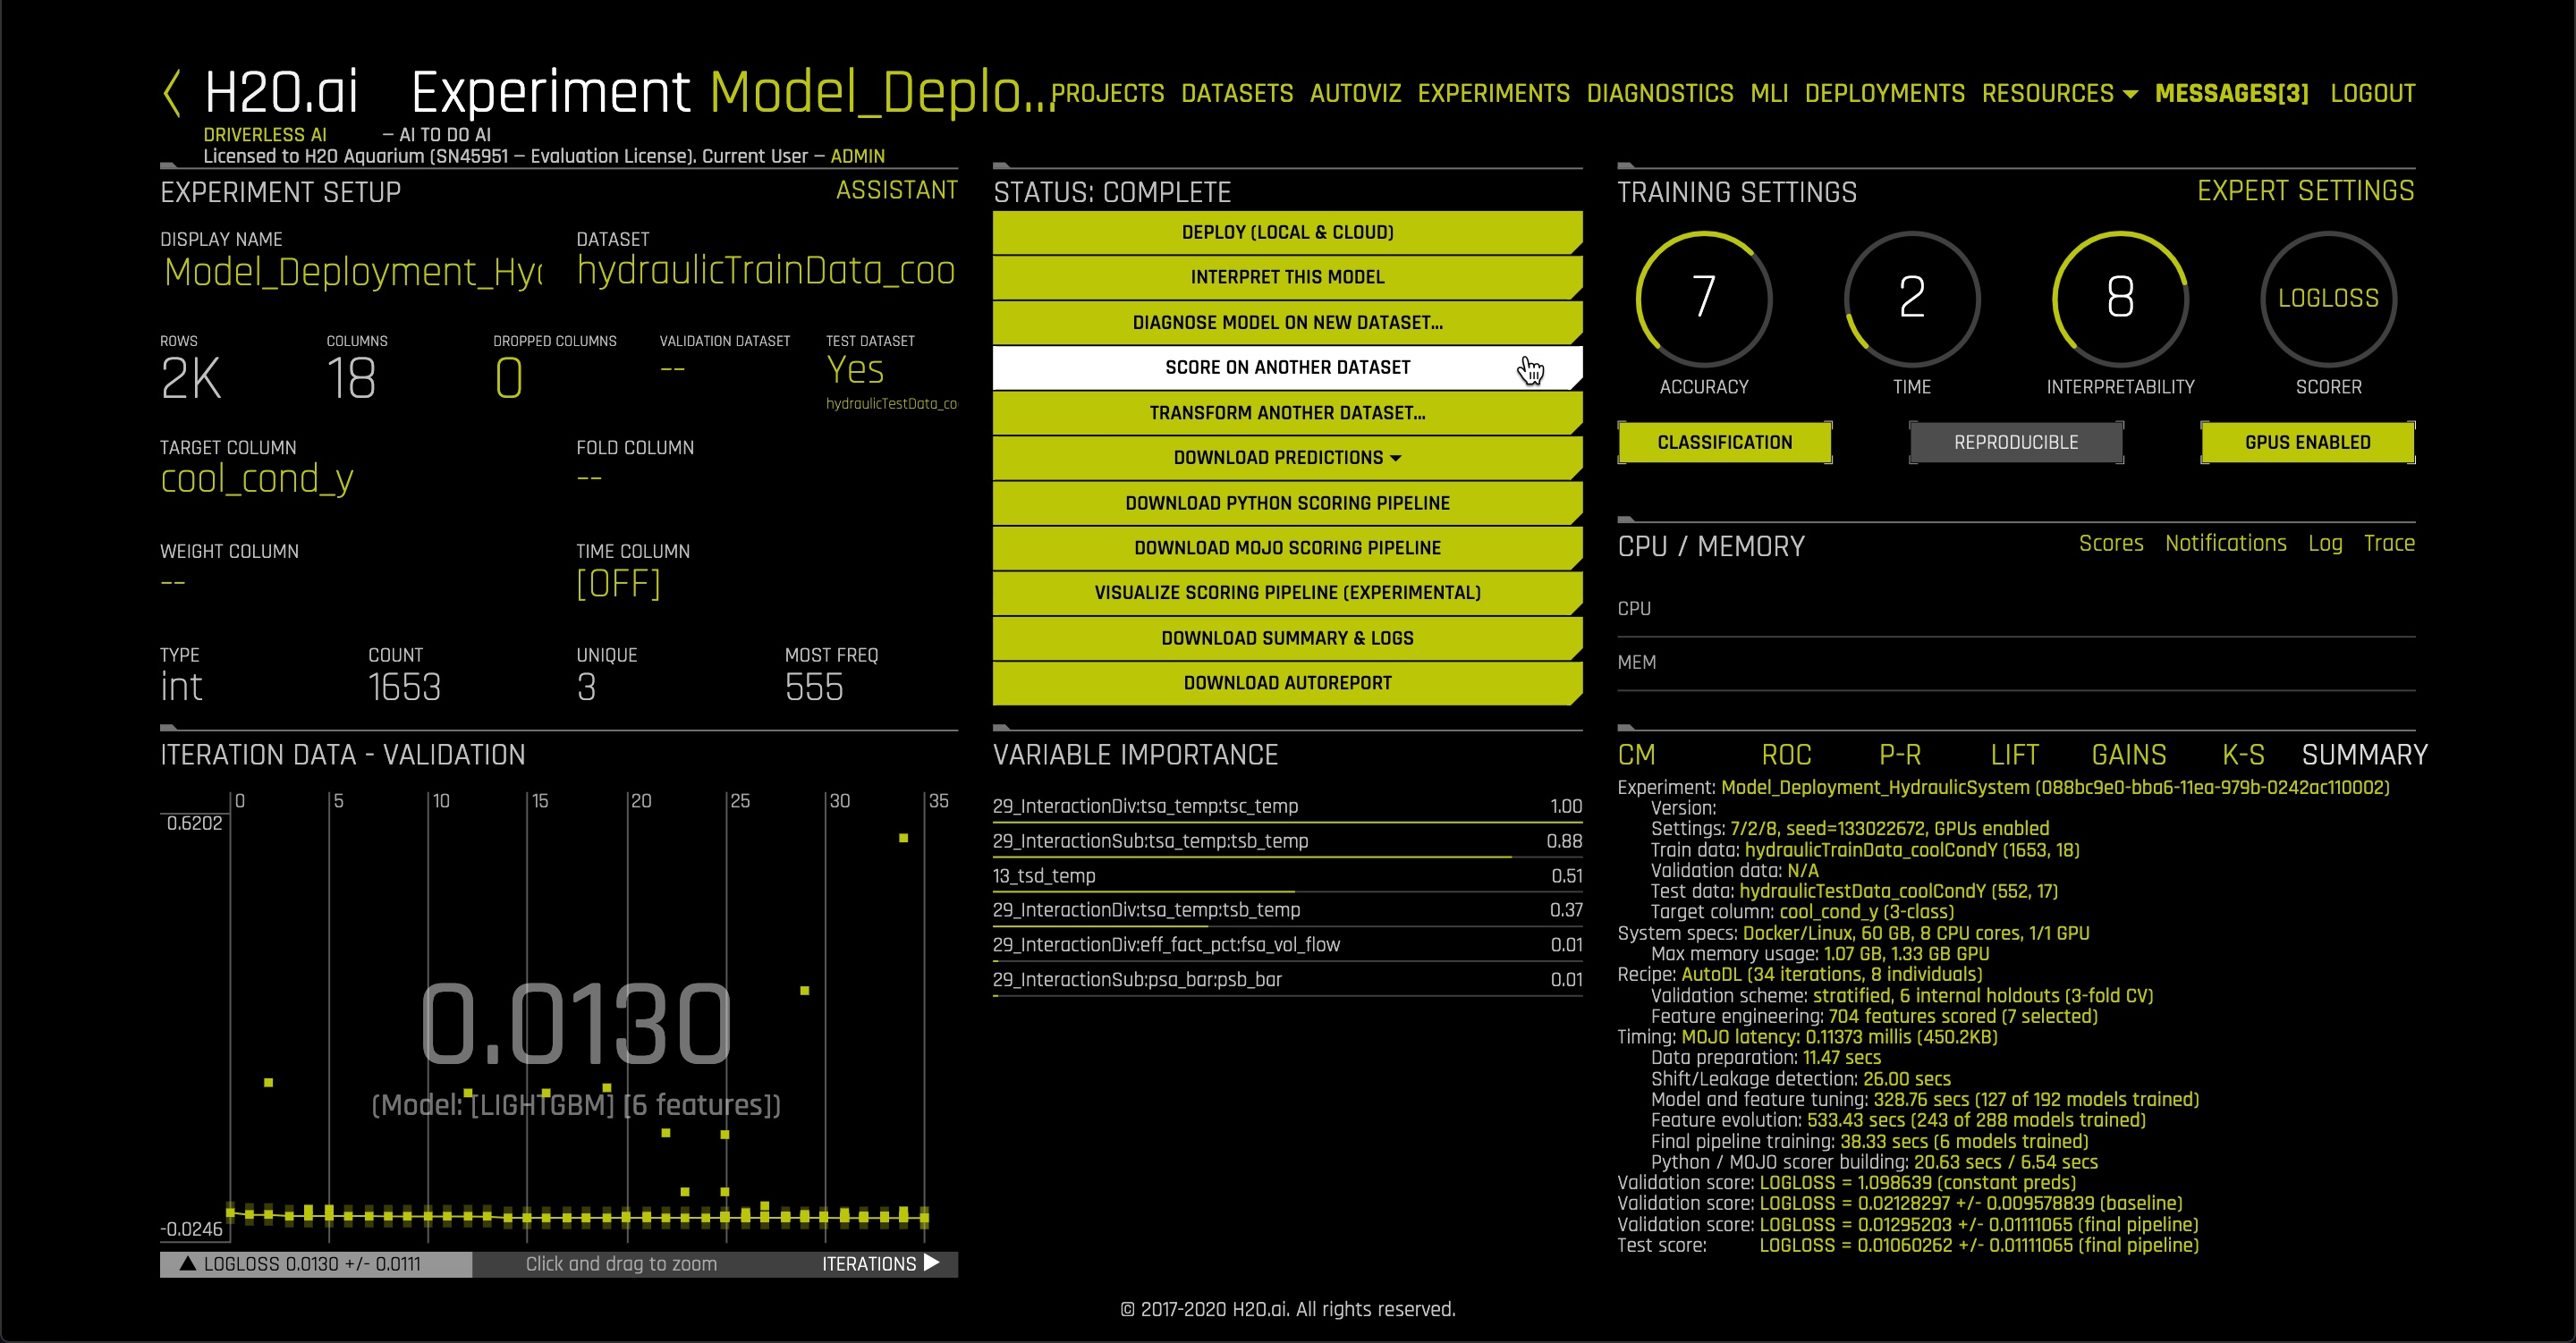 H2O.ai Experiment Model_Deplo...
PROJECTS DATASETS AUTOVIZ EXPERIMENTS DIAGNOSTICS MLI DEPLOYMENTS RESOURCES MESSAGES[3] LOGOUT
DRIVERLESS AI – AI TO DO AI
Licensed to H2O Aquarium (SN45951 – Evaluation License). Current User – ADMIN
EXPERIMENT SETUP ASSISTANT
DISPLAY NAME DATASET
Model_Deployment_Hy hydraulicTrainData_coo
ROWS COLUMNS DROPPED COLUMNS VALIDATION DATASET TEST DATASET
2K 18 0 -- Yes
hydraulicTestData_co
TARGET COLUMN FOLD COLUMN
cool_cond_y --
WEIGHT COLUMN TIME COLUMN
-- [OFF]
TYPE COUNT UNIQUE MOST FREQ
int 1653 3 555
STATUS: COMPLETE
DEPLOY (LOCAL & CLOUD)
INTERPRET THIS MODEL
DIAGNOSE MODEL ON NEW DATASET...
SCORE ON ANOTHER DATASET
TRANSFORM ANOTHER DATASET...
DOWNLOAD PREDICTIONS
DOWNLOAD PYTHON SCORING PIPELINE
DOWNLOAD MOJO SCORING PIPELINE
VISUALIZE SCORING PIPELINE (EXPERIMENTAL)
DOWNLOAD SUMMARY & LOGS
DOWNLOAD AUTOREPORT
TRAINING SETTINGS EXPERT SETTINGS
7 2 8 LOGLOSS
ACCURACY TIME INTERPRETABILITY SCORER
CLASSIFICATION REPRODUCIBLE GPUS ENABLED
CPU / MEMORY Scores Notifications Log Trace
CPU
MEM
ITERATION DATA - VALIDATION
0 5 10 15 20 25 30 35
0.6202
0.0130
(Model: [LIGHTGBM] [6 features])
-0.0246
LOGLOSS 0.0130 +/- 0.0111 Click and drag to zoom ITERATIONS
VARIABLE IMPORTANCE
29_InteractionDiv:tsa_temp:tsc_temp 1.00
29_InteractionSub:tsa_temp:tsb_temp 0.88
13_tsd_temp 0.51
29_InteractionDiv:tsa_temp:tsb_temp 0.37
29_InteractionDiv:eff_fact_pct:fsa_vol_flow 0.01
29_InteractionSub:psa_bar:psb_bar 0.01
CM ROC P-R LIFT GAINS K-S SUMMARY
Experiment: Model_Deployment_HydraulicSystem (088bc9e0-bba6-11ea-979b-0242ac110002)
Version:
Settings: 7/2/8, seed=133022672, GPUs enabled
Train data: hydraulicTrainData_coolCondY (1653, 18)
Validation data: N/A
Test data: hydraulicTestData_coolCondY (552, 17)
Target column: cool_cond_y (3-class)
System specs: Docker/Linux, 60 GB, 8 CPU cores, 1/1 GPU
Max memory usage: 1.07 GB, 1.33 GB GPU
Recipe: AutoDL (34 iterations, 8 individuals)
Validation scheme: stratified, 6 internal holdouts (3-fold CV)
Feature engineering: 704 features scored (7 selected)
Timing: MOJO latency: 0.11373 millis (450.2KB)
Data preparation: 11.47 secs
Shift/Leakage detection: 26.00 secs
Model and feature tuning: 328.76 secs (127 of 192 models trained)
Feature evolution: 533.43 secs (243 of 288 models trained)
Final pipeline training: 38.33 secs (6 models trained)
Python / MOJO scorer building: 20.63 secs / 6.54 secs
Validation score: LOGLOSS = 1.098639 (constant preds)
Validation score: LOGLOSS = 0.02128297 +/- 0.009578839 (baseline)
Validation score: LOGLOSS = 0.01295203 +/- 0.01111065 (final pipeline)
Test score: LOGLOSS = 0.01060262 +/- 0.01111065 (final pipeline)
© 2017-2020 H2O.ai. All rights reserved.